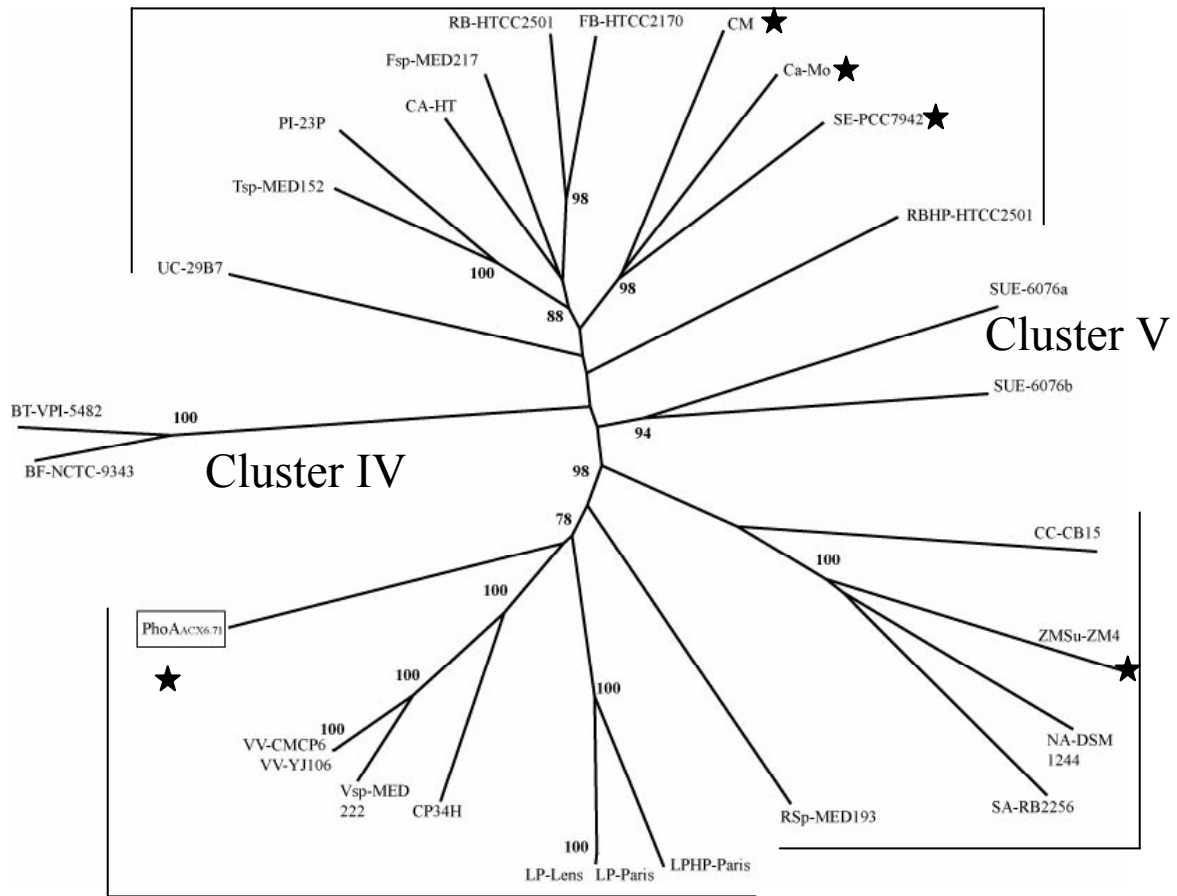 RB-HTCC2501
FB-HTCC2170
CM
Fsp-MED217
Ca-Mo
CA-HT
SE-PCC7942
PI-23P
Tsp-MED152
98
RBHP-HTCC2501
UC-29B7
100
98
88
SUE-6076a
Cluster V
SUE-6076b
BT-VPI-5482
100
94
BF-NCTC-9343
Cluster IV
98
78
CC-CB15
100
100
PhoAACX6.71
ZMSu-ZM4
100
100
100
VV-CMCP6
VV-YJ106
NA-DSM
1244
Vsp-MED
222
CP34H
SA-RB2256
RSp-MED193
100
LP-Lens
LP-Paris
LPHP-Paris